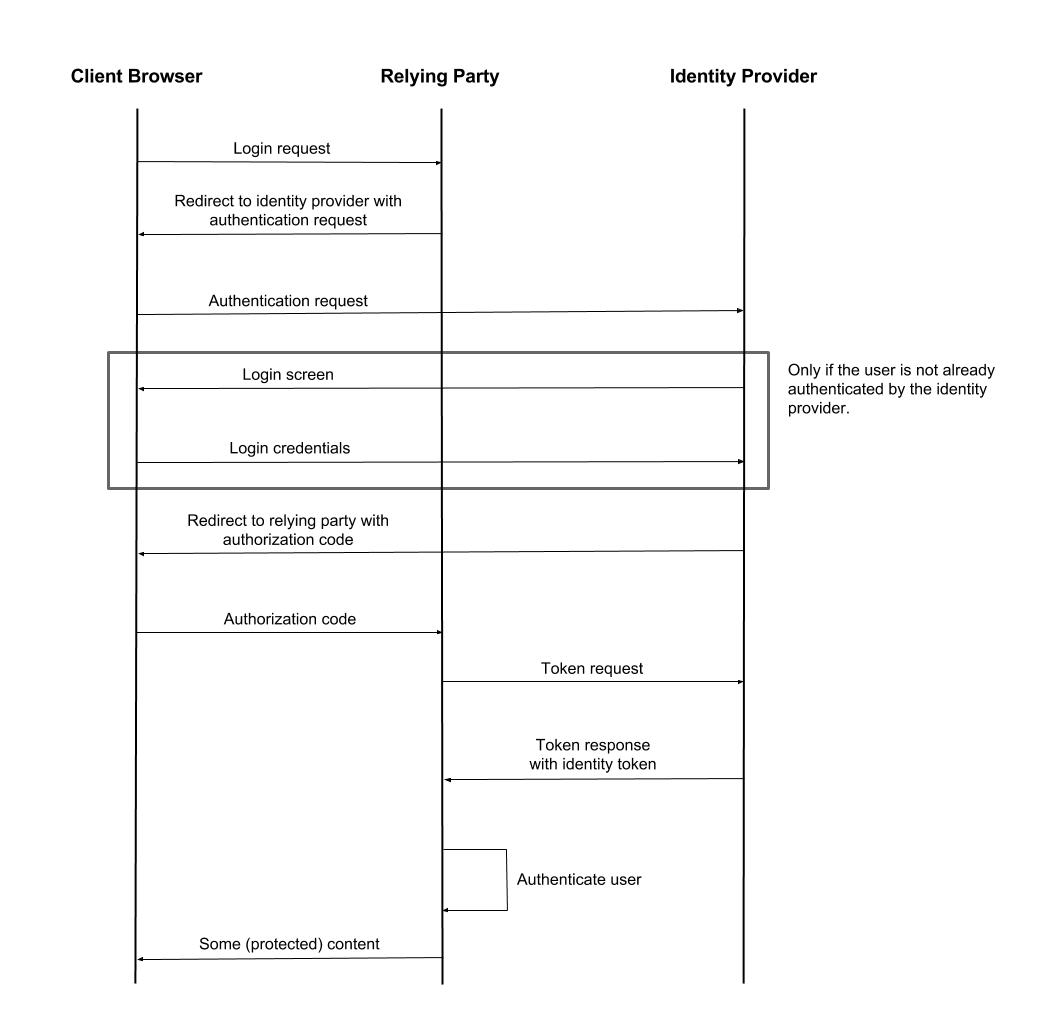 Client Browser
Relying Party
Identity Provider
Login request
Redirect to identity provider with
authentication request
Authentication request
Login screen
Only if the user is not already
authenticated by the identity
provider.
Login credentials
Redirect to relying party with
authorization code
Authorization code
Token request
Token response
with identity token
Authenticate user
Some (protected) content